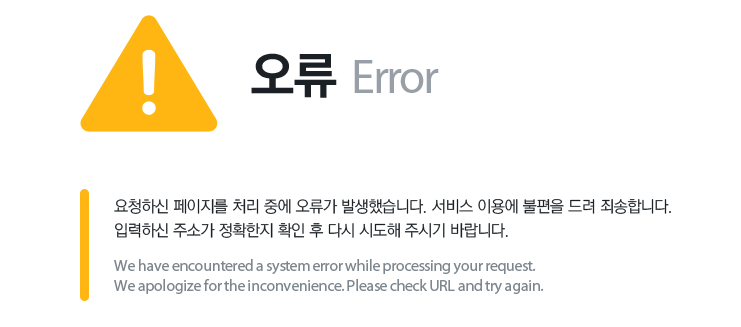 오류 Error
요청하신 페이지를 처리 중에 오류가 발생했습니다. 서비스 이용에 불편을 드려 죄송합니다.
입력하신 주소가 정확한지 확인 후 다시 시도해 주시기 바랍니다.
We have encountered a system error while processing your request.
We apologize for the inconvenience. Please check URL and try again.